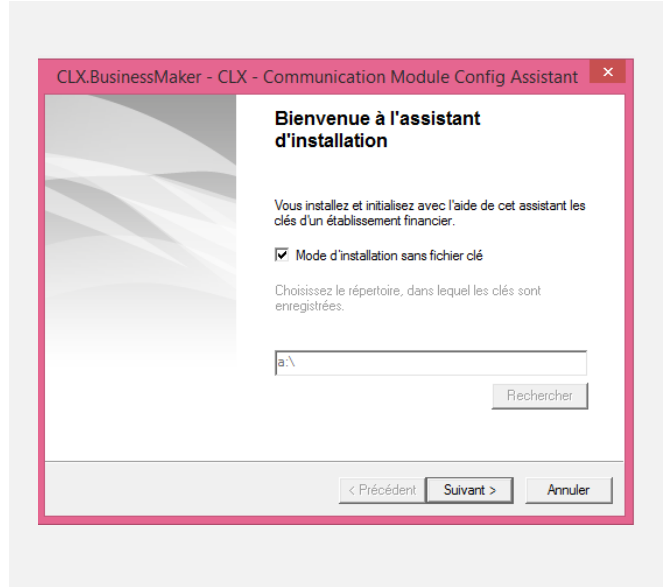 CLX.BusinessMaker - CLX - Communication Module Config Assistant
Bienvenue à l'assistant
d'installation
Vous installez et initialisez avec l'aide de cet assistant les
clés d'un établissement financier.
Mode d'installation sans fichier clé
Choisissez le répertoire, dans lequel les clés sont
enregistrées.
a:\
Rechercher
< Précédent
Suivant >
Annuler